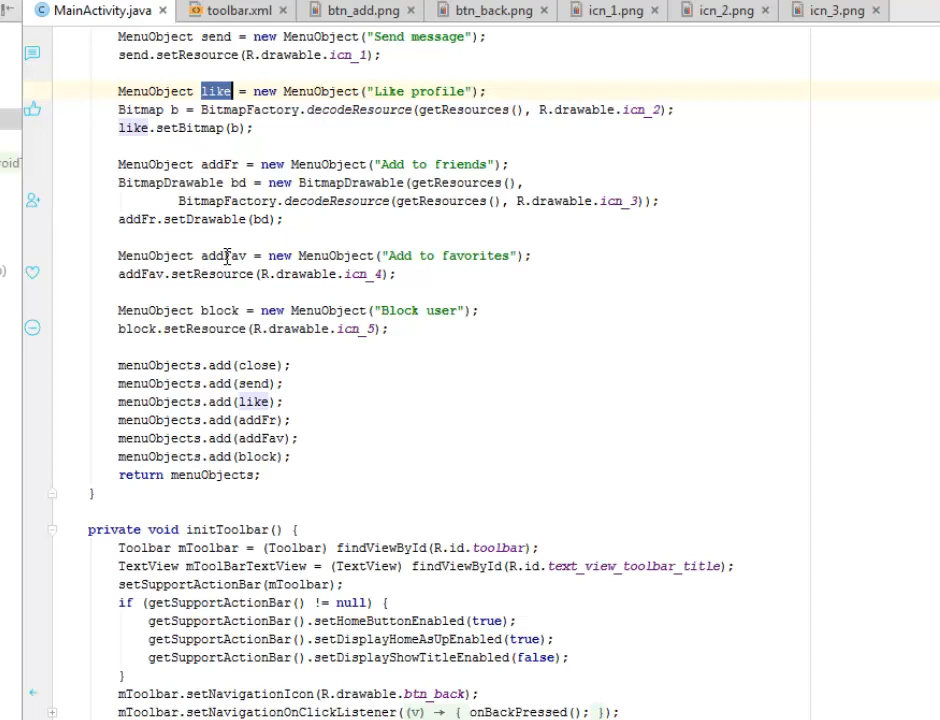 MainActivity.java × toolbar.xml × btn_add.png × btn_back.png × icn_1.png × icn_2.png × icn_3.png ×
MenuObject send = new MenuObject("Send message");
send.setResource(R.drawable.icn_1);
MenuObject like = new MenuObject("Like profile");
Bitmap b = BitmapFactory.decodeResource(getResources(), R.drawable.icn_2);
like.setBitmap(b);
MenuObject addFr = new MenuObject("Add to friends");
BitmapDrawable bd = new BitmapDrawable(getResources(),
BitmapFactory.decodeResource(getResources(), R.drawable.icn_3));
addFr.setDrawable(bd);
MenuObject addFav = new MenuObject("Add to favorites");
addFav.setResource(R.drawable.icn_4);
MenuObject block = new MenuObject("Block user");
block.setResource(R.drawable.icn_5);
menuObjects.add(close);
menuObjects.add(send);
menuObjects.add(like);
menuObjects.add(addFr);
menuObjects.add(addFav);
menuObjects.add(block);
return menuObjects;
}
private void initToolbar() {
Toolbar mToolbar = (Toolbar) findViewById(R.id.toolbar);
TextView mToolBarTextView = (TextView) findViewById(R.id.text_view_toolbar_title);
setSupportActionBar(mToolbar);
if (getSupportActionBar() != null) {
getSupportActionBar().setHomeButtonEnabled(true);
getSupportActionBar().setDisplayHomeAsUpEnabled(true);
getSupportActionBar().setDisplayShowTitleEnabled(false);
}
mToolbar.setNavigationIcon(R.drawable.btn_back);
mToolbar.setNavigationOnClickListener((v) → { onBackPressed(); });